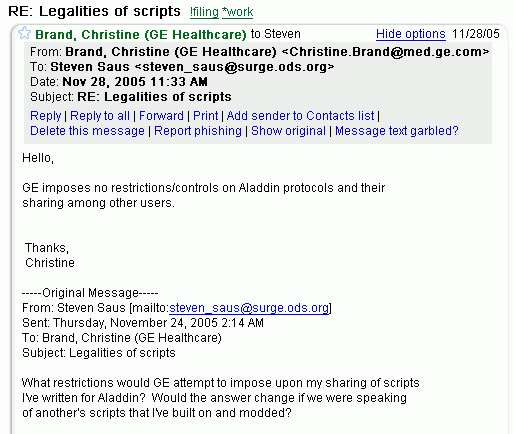 RE: Legalities of scripts !filing *work
Brand, Christine (GE Healthcare) to Steven Hide options 11/28/05
From: Brand, Christine (GE Healthcare) <Christine.Brand@med.ge.com>
To: Steven Saus <steven_saus@surge.ods.org>
Date: Nov 28, 2005 11:33 AM
Subject: RE: Legalities of scripts
Reply | Reply to all | Forward | Print | Add sender to Contacts list |
Delete this message | Report phishing | Show original | Message text garbled?
Hello,
GE imposes no restrictions/controls on Aladdin protocols and their
sharing among other users.
Thanks,
Christine
-----Original Message-----
From: Steven Saus [mailto:steven_saus@surge.ods.org]
Sent: Thursday, November 24, 2005 2:14 AM
To: Brand, Christine (GE Healthcare)
Subject: Legalities of scripts
What restrictions would GE attempt to impose upon my sharing of scripts
I've written for Aladdin? Would the answer change if we were speaking
of another's scripts that I've built on and modded?